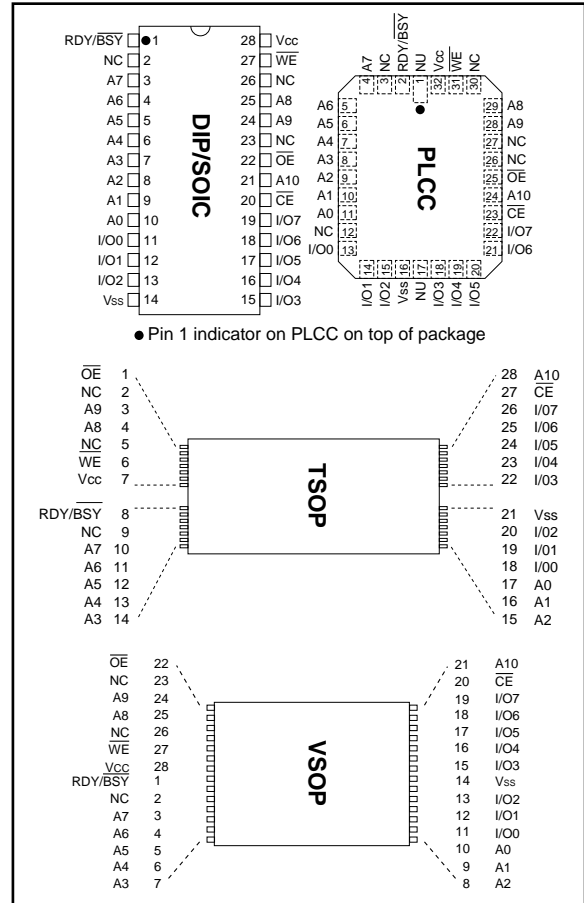 RDY/BSY 1 28 Vcc
NC 2 27 WE
A7 3 26 NC
A6 4 25 A8
A5 5 24 A9
A4 6 23 NC
A3 7 22 OE
A2 8 21 A10
A1 9 20 CE
A0 10 19 I/O7
I/O0 11 18 I/O6
I/O1 12 17 I/O5
I/O2 13 16 I/O4
Vss 14 15 I/O3
DIP/SOIC
A7 NC RDY/BSY NU Vcc WE NC
4 3 2 1 32 31 30
A6 5 29 A8
A5 6 28 A9
A4 7 27 NC
A3 8 26 NC
A2 9 25 OE
A1 10 24 A10
A0 11 23 CE
NC 12 22 I/O7
I/O0 13 21 I/O6
PLCC
14 15 16 17 18 19 20
I/O1 I/O2 Vss NU I/O3 I/O4 I/O5
● Pin 1 indicator on PLCC on top of package
OE 1 28 A10
NC 2 27 CE
A9 3 26 I/07
A8 4 25 I/06
NC 5 24 I/05
WE 6 23 I/04
Vcc 7 22 I/03
TSOP
RDY/BSY 8 21 Vss
NC 9 20 I/02
A7 10 19 I/01
A6 11 18 I/00
A5 12 17 A0
A4 13 16 A1
A3 14 15 A2
OE 22 21 A10
NC 23 20 CE
A9 24 19 I/O7
A8 25 18 I/O6
NC 26 17 I/O5
WE 27 16 I/O4
Vcc 28 15 I/O3
VSOP
RDY/BSY 1 14 Vss
NC 2 13 I/O2
A7 3 12 I/O1
A6 4 11 I/O0
A5 5 10 A0
A4 6 9 A1
A3 7 8 A2